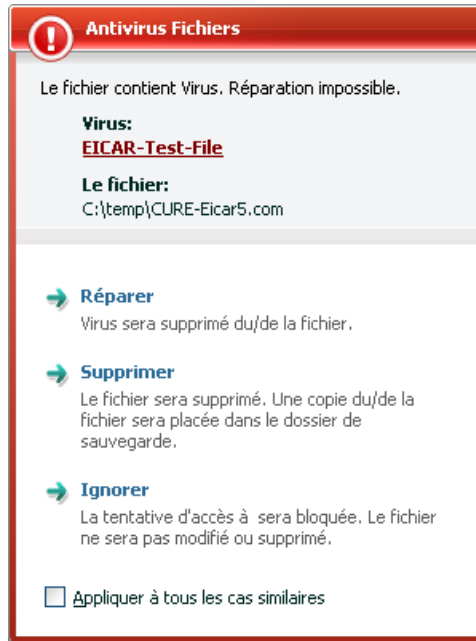 Antivirus Fichiers
Le fichier contient Virus. Réparation impossible.
Virus:
EICAR-Test-File
Le fichier:
C:\temp\CURE-Eicar5.com
Réparer
Virus sera supprimé du/de la fichier.
Supprimer
Le fichier sera supprimé. Une copie du/de la
fichier sera placée dans le dossier de
sauvegarde.
Ignorer
La tentative d'accès à  sera bloquée. Le fichier
ne sera pas modifié ou supprimé.
Appliquer à tous les cas similaires